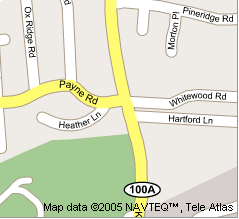 Pineridge Rd
Ox Ridge Rd
Morton Pl
Payne Rd
Whitewood Rd
Heather Ln
Hartford Ln
100A
Map data ©2005 NAVTEQ™, Tele Atlas